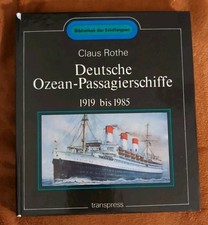 Bibliothek der Schiffstypen
Claus Rothe
Deutsche
Ozean-Passagierschiffe
1919 bis 1985
transpress